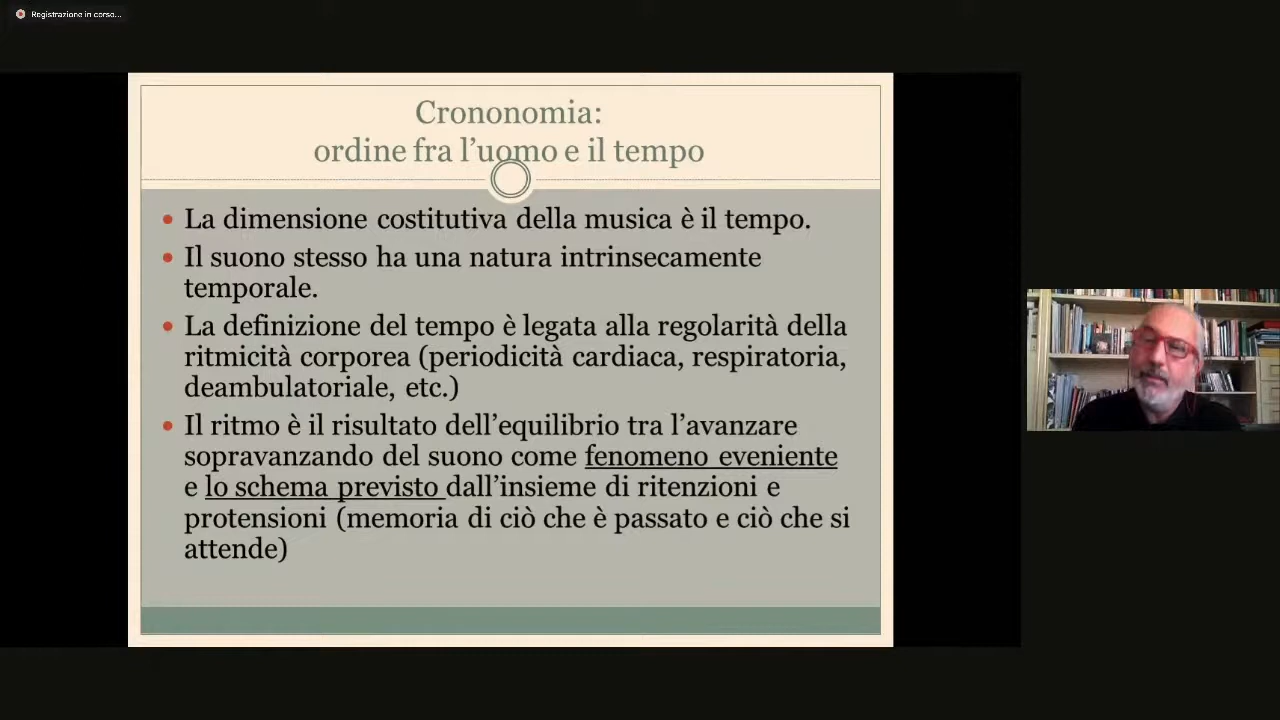 Registrazione in corso...
Crononomia:
ordine fra l'uomo e il tempo
• La dimensione costitutiva della musica è il tempo.
• Il suono stesso ha una natura intrinsecamente
temporale.
• La definizione del tempo è legata alla regolarità della
ritmicità corporea (periodicità cardiaca, respiratoria,
deambulatoriale, etc.)
• Il ritmo è il risultato dell'equilibrio tra l'avanzare
sopravanzando del suono come fenomeno eveniente
e lo schema previsto dall'insieme di ritenzioni e
protensioni (memoria di ciò che è passato e ciò che si
attende)